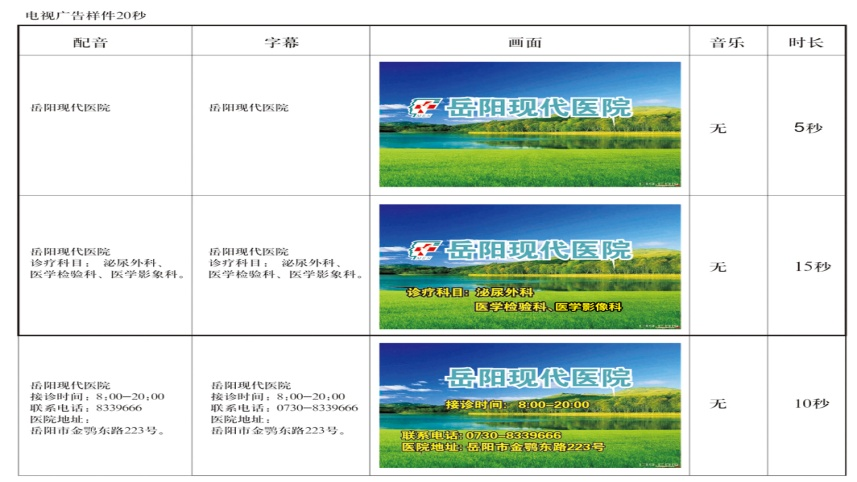 电视广告样件20秒
配音 字幕 画面 音乐 时长
岳阳现代医院 岳阳现代医院 岳阳现代医院 无 5秒
岳阳现代医院 岳阳现代医院 岳阳现代医院 无 15秒
诊疗科目: 泌尿外科、 诊疗科目: 泌尿外科、 诊疗科目: 泌尿外科
医学检验科、医学影象科。 医学检验科、医学影象科。 医学检验科、医学影像科
岳阳现代医院 岳阳现代医院 岳阳现代医院 无 10秒
接诊时间:8:00-20:00 接诊时间:8:00-20:00 接诊时间: 8:00-20:00
联系电话:8339666 联系电话:0730-8339666 联系电话:0730-8339666
医院地址: 医院地址: 医院地址:岳阳市金鹗东路223号
岳阳市金鹗东路223号。 岳阳市金鹗东路223号。